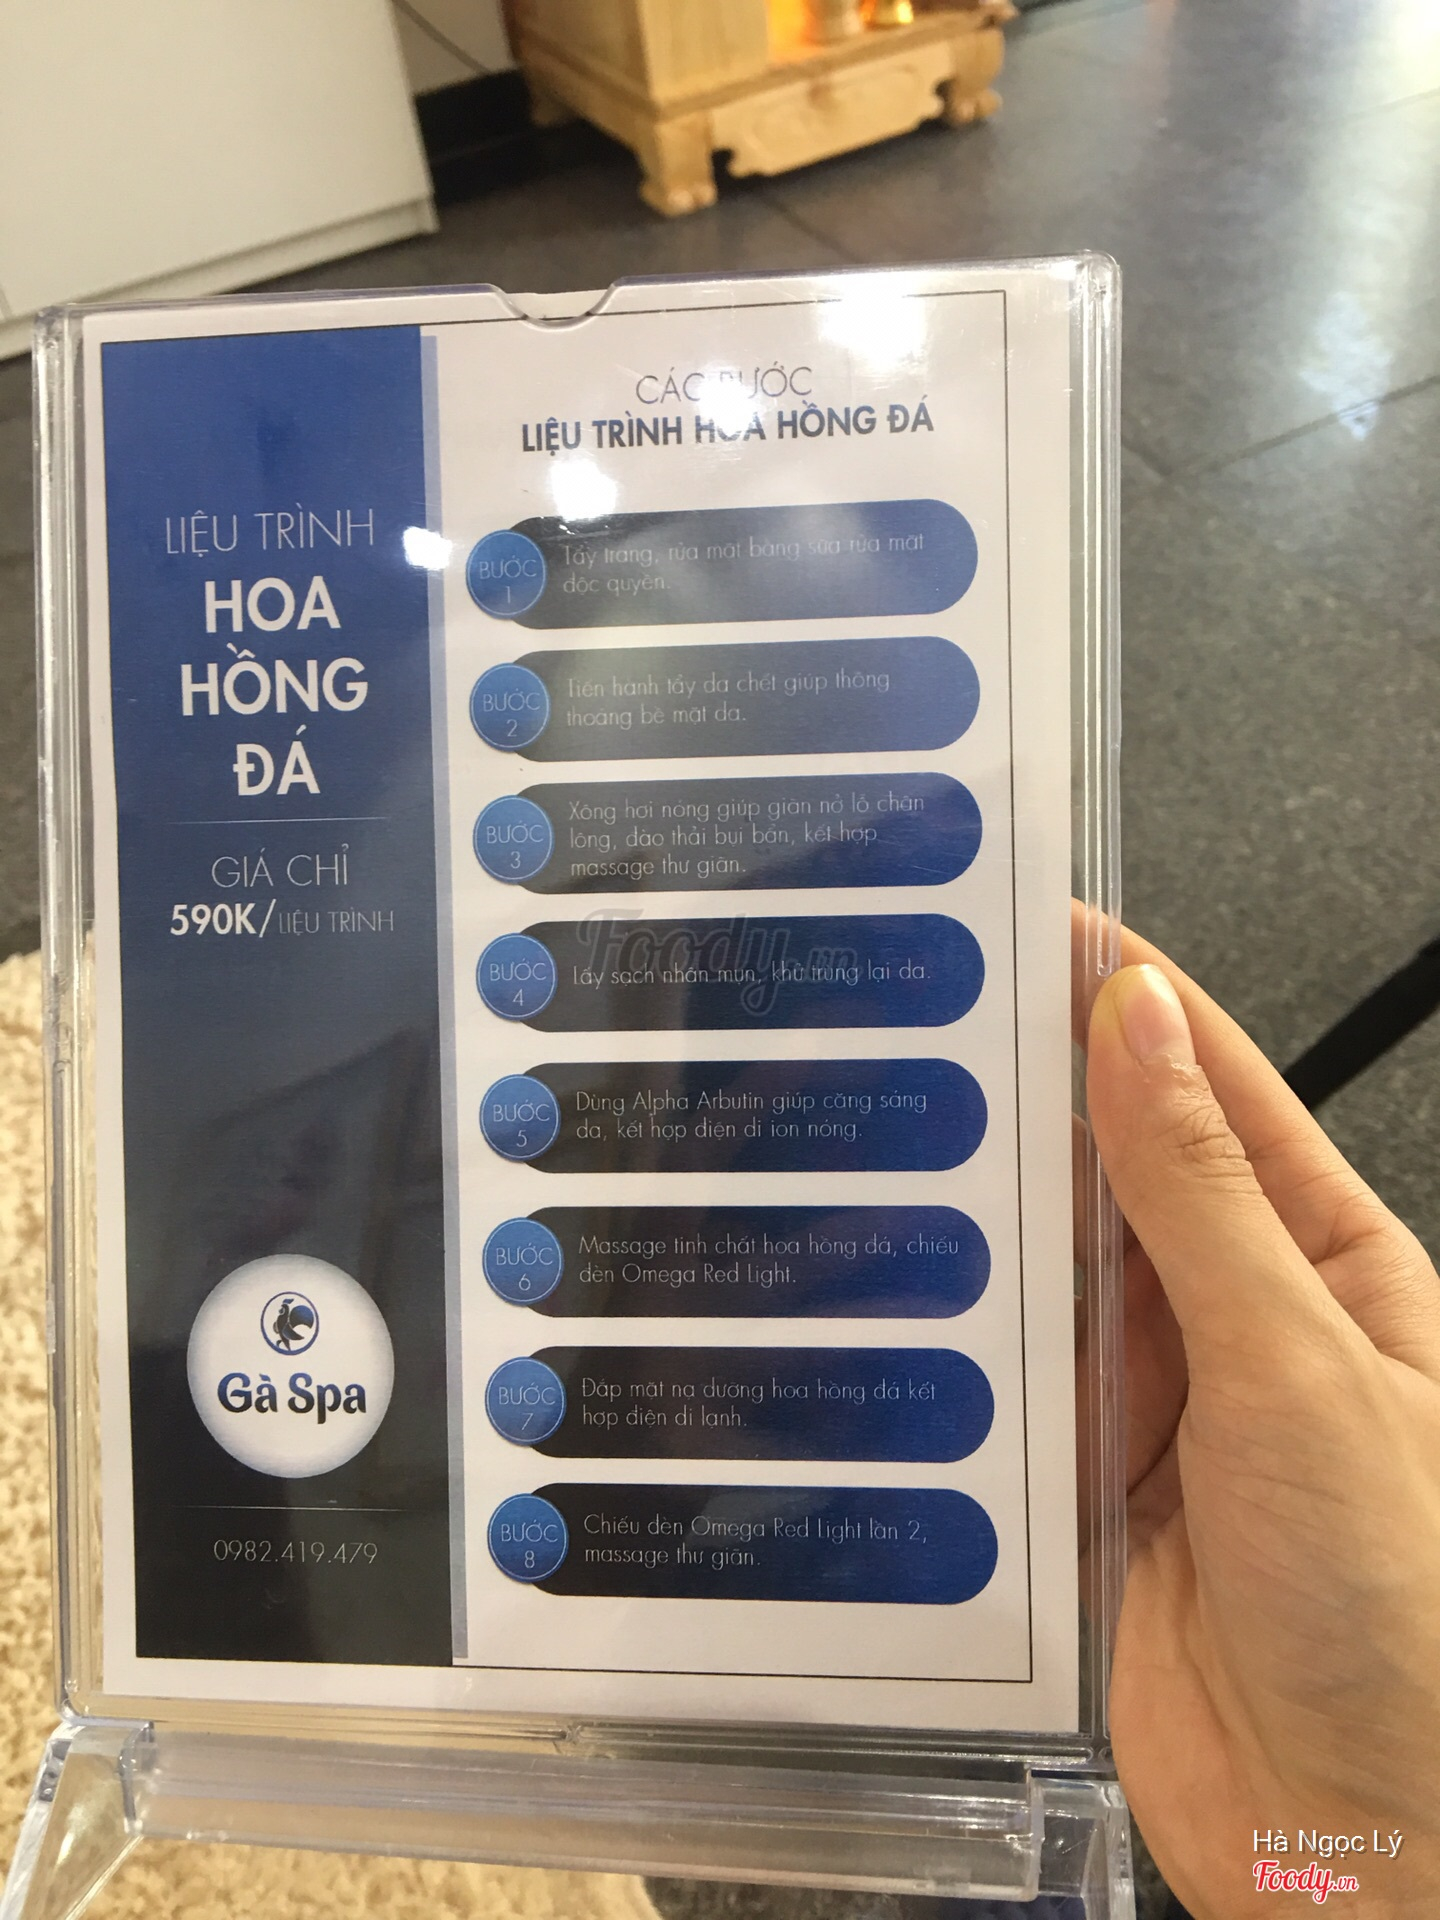 LIỆU TRÌNH
HOA
HỒNG
ĐÁ
GIÁ CHỈ
590K/LIỆU TRÌNH
Gà Spa
0982.419.479
CÁC BƯỚC
LIỆU TRÌNH HOA HỒNG ĐÁ
BƯỚC
1
Tẩy trang, rửa mặt bằng sữa rửa mặt
độc quyền.
BƯỚC
2
Tiến hành tẩy da chết giúp thông
thoáng bề mặt da.
BƯỚC
3
Xông hơi nóng giúp giãn nở lỗ chân
lông, đào thải bụi bẩn, kết hợp
massage thư giãn.
BƯỚC
4
Lấy sạch nhân mụn, khử trùng lại da.
BƯỚC
5
Dùng Alpha Arbutin giúp căng sáng
da, kết hợp điện di ion nóng.
BƯỚC
6
Massage tinh chất hoa hồng đá, chiếu
đèn Omega Red Light.
BƯỚC
7
Đắp mặt nạ dưỡng hoa hồng đá kết
hợp điện di lạnh.
BƯỚC
8
Chiếu đèn Omega Red Light lần 2,
massage thư giãn.
Foody.vn
Hà Ngọc Lý
Foody.vn